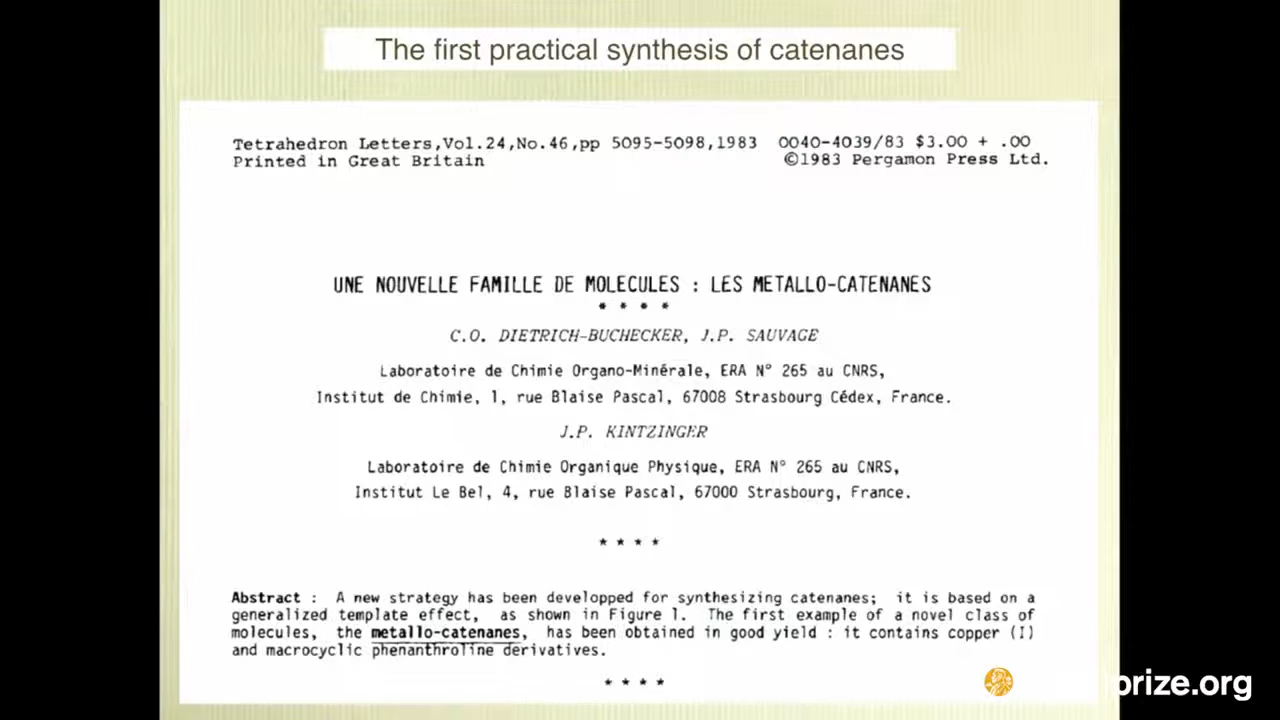 The first practical synthesis of catenanes
Tetrahedron Letters,Vol.24,No.46,pp 5095-5098,1983 0040-4039/83 $3.00 + .00
Printed in Great Britain ©1983 Pergamon Press Ltd.
UNE NOUVELLE FAMILLE DE MOLECULES : LES METALLO-CATENANES
* * * *
C.O. DIETRICH-BUCHECKER, J.P. SAUVAGE
Laboratoire de Chimie Organo-Minérale, ERA N° 265 au CNRS,
Institut de Chimie, 1, rue Blaise Pascal, 67008 Strasbourg Cédex, France.
J.P. KINTZINGER
Laboratoire de Chimie Organique Physique, ERA N° 265 au CNRS,
Institut Le Bel, 4, rue Blaise Pascal, 67000 Strasbourg, France.
* * * *
Abstract : A new strategy has been developped for synthesizing catenanes; it is based on a
generalized template effect, as shown in Figure 1. The first example of a novel class of
molecules, the metallo-catenanes, has been obtained in good yield : it contains copper (I)
and macrocyclic phenanthroline derivatives.
* * * *
prize.org